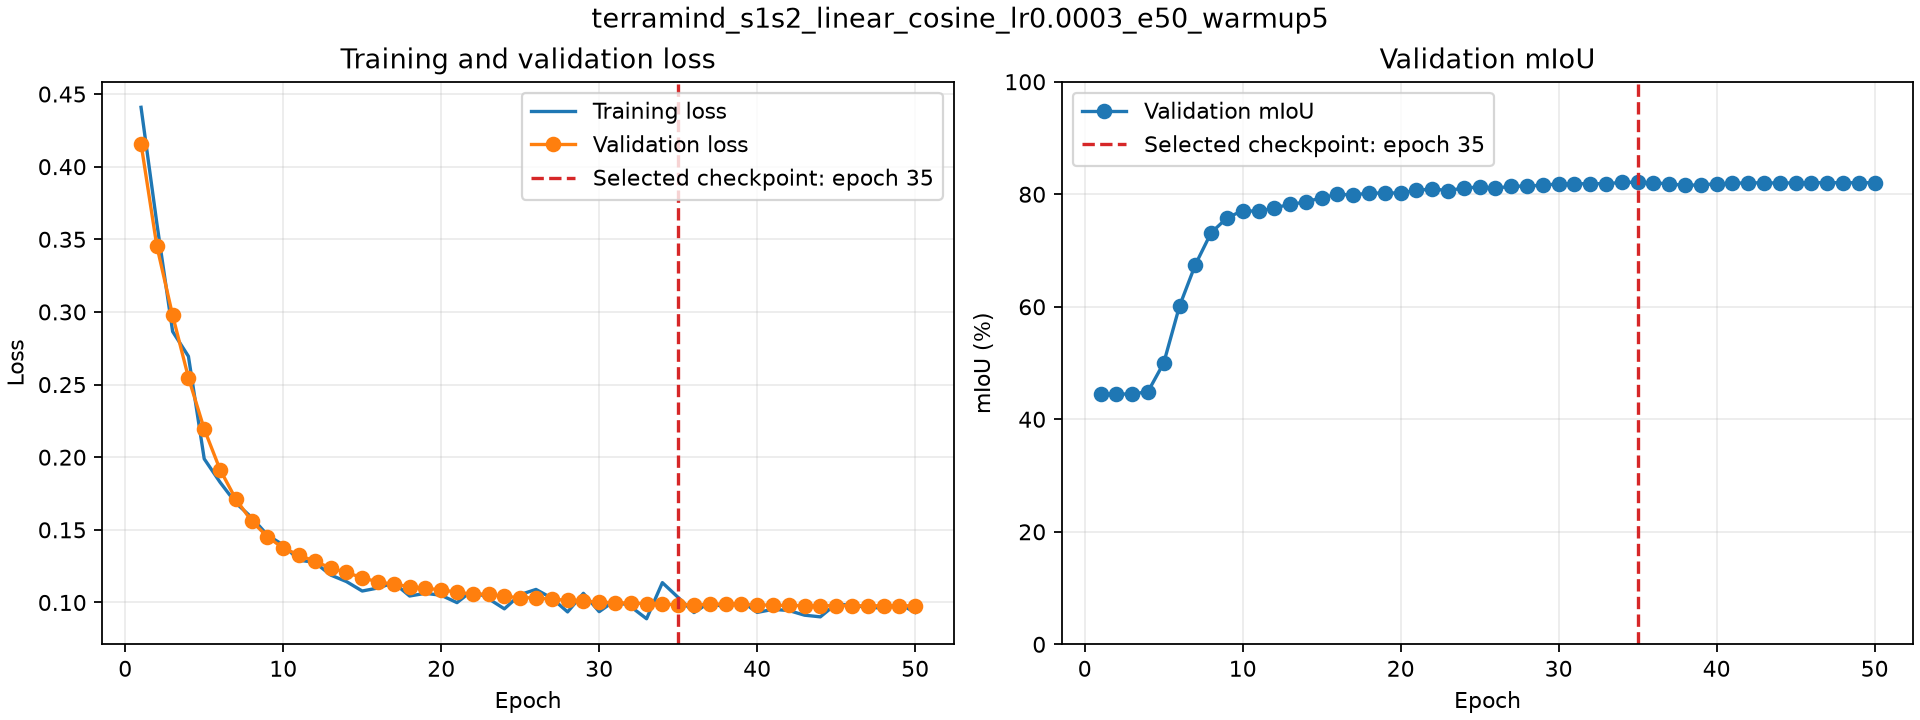 terramind_s1s2_linear_cosine_lr0.0003_e50_warmup5
Training and validation loss
Training loss
Validation loss
Selected checkpoint: epoch 35
0.45
0.40
0.35
0.30
0.25
0.20
0.15
0.10
Loss
0
10
20
30
40
50
Epoch
Validation mIoU
Validation mIoU
Selected checkpoint: epoch 35
100
80
60
40
20
0
mIoU (%)
0
10
20
30
40
50
Epoch